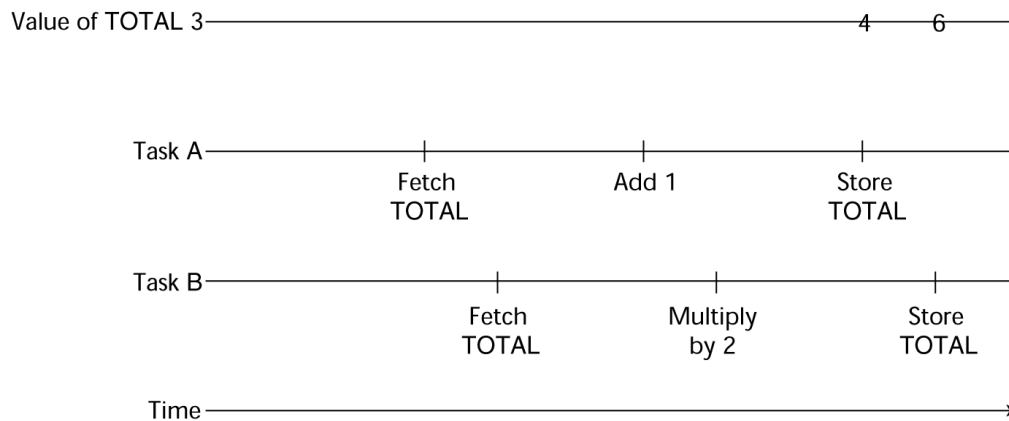 Value of TOTAL 3 4 6
Task A
Fetch Add 1 Store
TOTAL TOTAL
Task B
Fetch Multiply Store
TOTAL by 2 TOTAL
Time